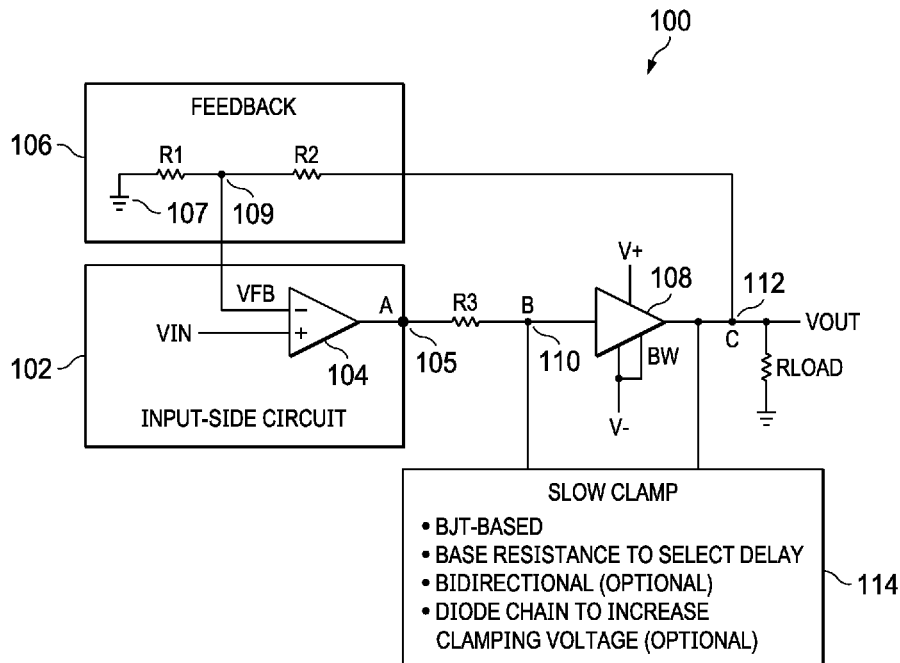 100
FEEDBACK
106
R1
R2
107
109
V+
108
112
VFB
A
R3
B
−
+
VIN
104
105
110
BW
C
VOUT
102
RLOAD
INPUT-SIDE CIRCUIT
V-
SLOW CLAMP
• BJT-BASED
• BASE RESISTANCE TO SELECT DELAY
• BIDIRECTIONAL (OPTIONAL)
• DIODE CHAIN TO INCREASE
CLAMPING VOLTAGE (OPTIONAL)
114